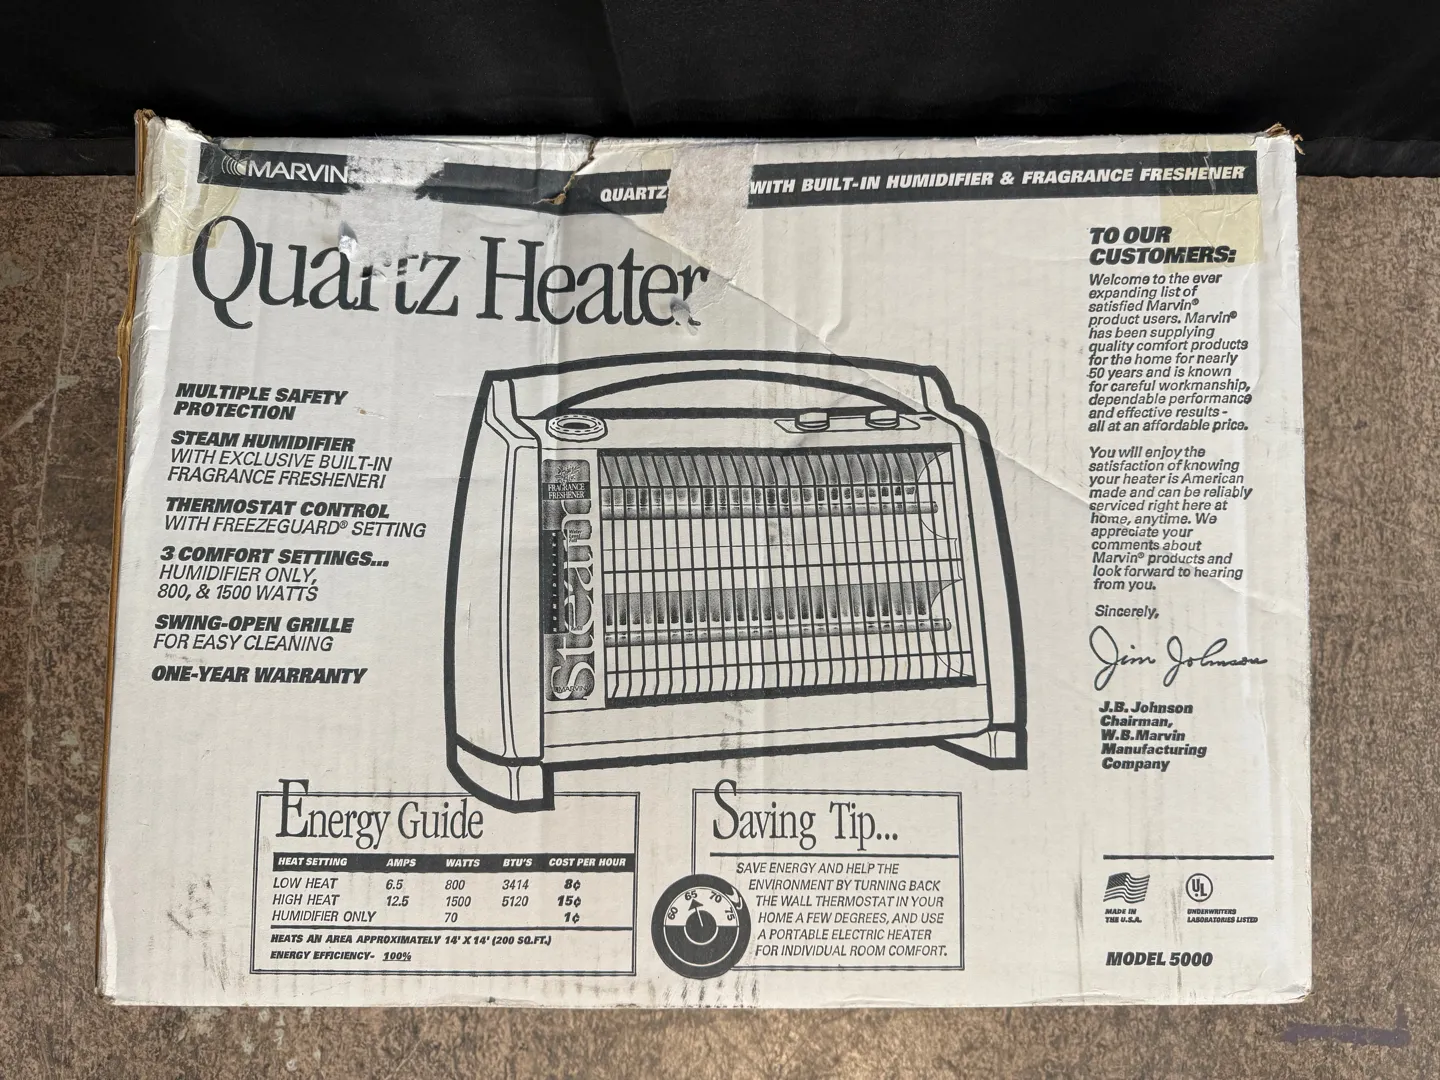 MARVIN
QUARTZ
WITH BUILT-IN HUMIDIFIER & FRAGRANCE FRESHENER
Quartz Heater
MULTIPLE SAFETY
PROTECTION
STEAM HUMIDIFIER
WITH EXCLUSIVE BUILT-IN
FRAGRANCE FRESHENER!
THERMOSTAT CONTROL
WITH FREEZEGUARD® SETTING
3 COMFORT SETTINGS...
HUMIDIFIER ONLY,
800, & 1500 WATTS
SWING-OPEN GRILLE
FOR EASY CLEANING
ONE-YEAR WARRANTY
FRAGRANCE
FRESHENER
Steam
MARVIN
TO OUR
CUSTOMERS:
Welcome to the ever
expanding list of
satisfied Marvin®
product users. Marvin®
has been supplying
quality comfort products
for the home for nearly
50 years and is known
for careful workmanship,
dependable performance
and effective results -
all at an affordable price.
You will enjoy the
satisfaction of knowing
your heater is American
made and can be reliably
serviced right here at
home, anytime. We
appreciate your
comments about
Marvin® products and
look forward to hearing
from you.
Sincerely,
Jim Johnson
J.B. Johnson
Chairman,
W.B. Marvin
Manufacturing
Company
Energy Guide
HEAT SETTING AMPS WATTS BTU'S COST PER HOUR
LOW HEAT 6.5 800 3414 8¢
HIGH HEAT 12.5 1500 5120 15¢
HUMIDIFIER ONLY 70 1¢
HEATS AN AREA APPROXIMATELY 14' X 14' (200 SQ.FT.)
ENERGY EFFICIENCY- 100%
Saving Tip...
SAVE ENERGY AND HELP THE
ENVIRONMENT BY TURNING BACK
THE WALL THERMOSTAT IN YOUR
HOME A FEW DEGREES, AND USE
A PORTABLE ELECTRIC HEATER
FOR INDIVIDUAL ROOM COMFORT.
60 65 70 75
MADE IN
THE U.S.A.
UL
UNDERWRITERS
LABORATORIES LISTED
MODEL 5000